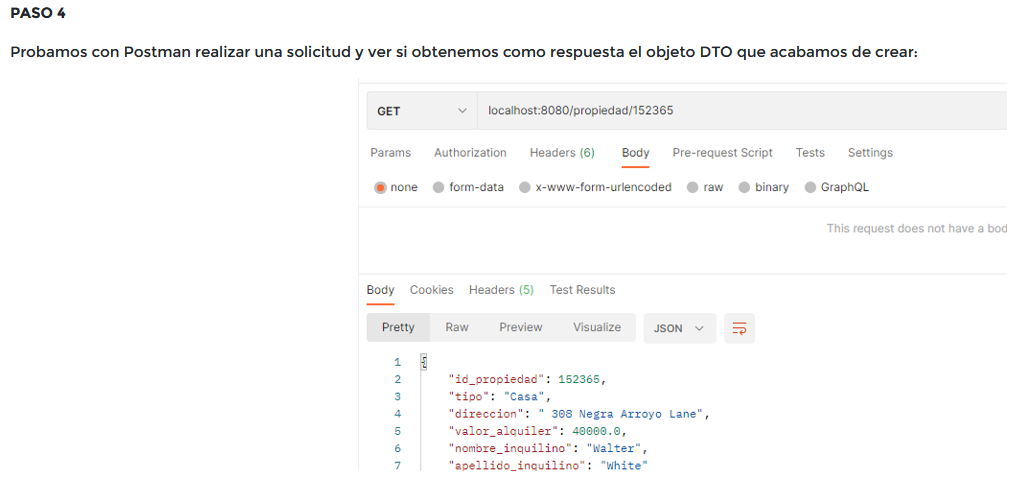 PASO 4
Probamos con Postman realizar una solicitud y ver si obtenemos como respuesta el objeto DTO que acabamos de crear:
GET localhost:8080/propiedad/152365
Params Authorization Headers (6) Body Pre-request Script Tests Settings
none form-data x-www-form-urlencoded raw binary GraphQL
This request does not have a bod
Body Cookies Headers (5) Test Results
Pretty Raw Preview Visualize JSON
1 {
2 "id_propiedad": 152365,
3 "tipo": "Casa",
4 "direccion": " 308 Negra Arroyo Lane",
5 "valor_alquiler": 40000.0,
6 "nombre_inquilino": "Walter",
7 "apellido_inquilino": "White"